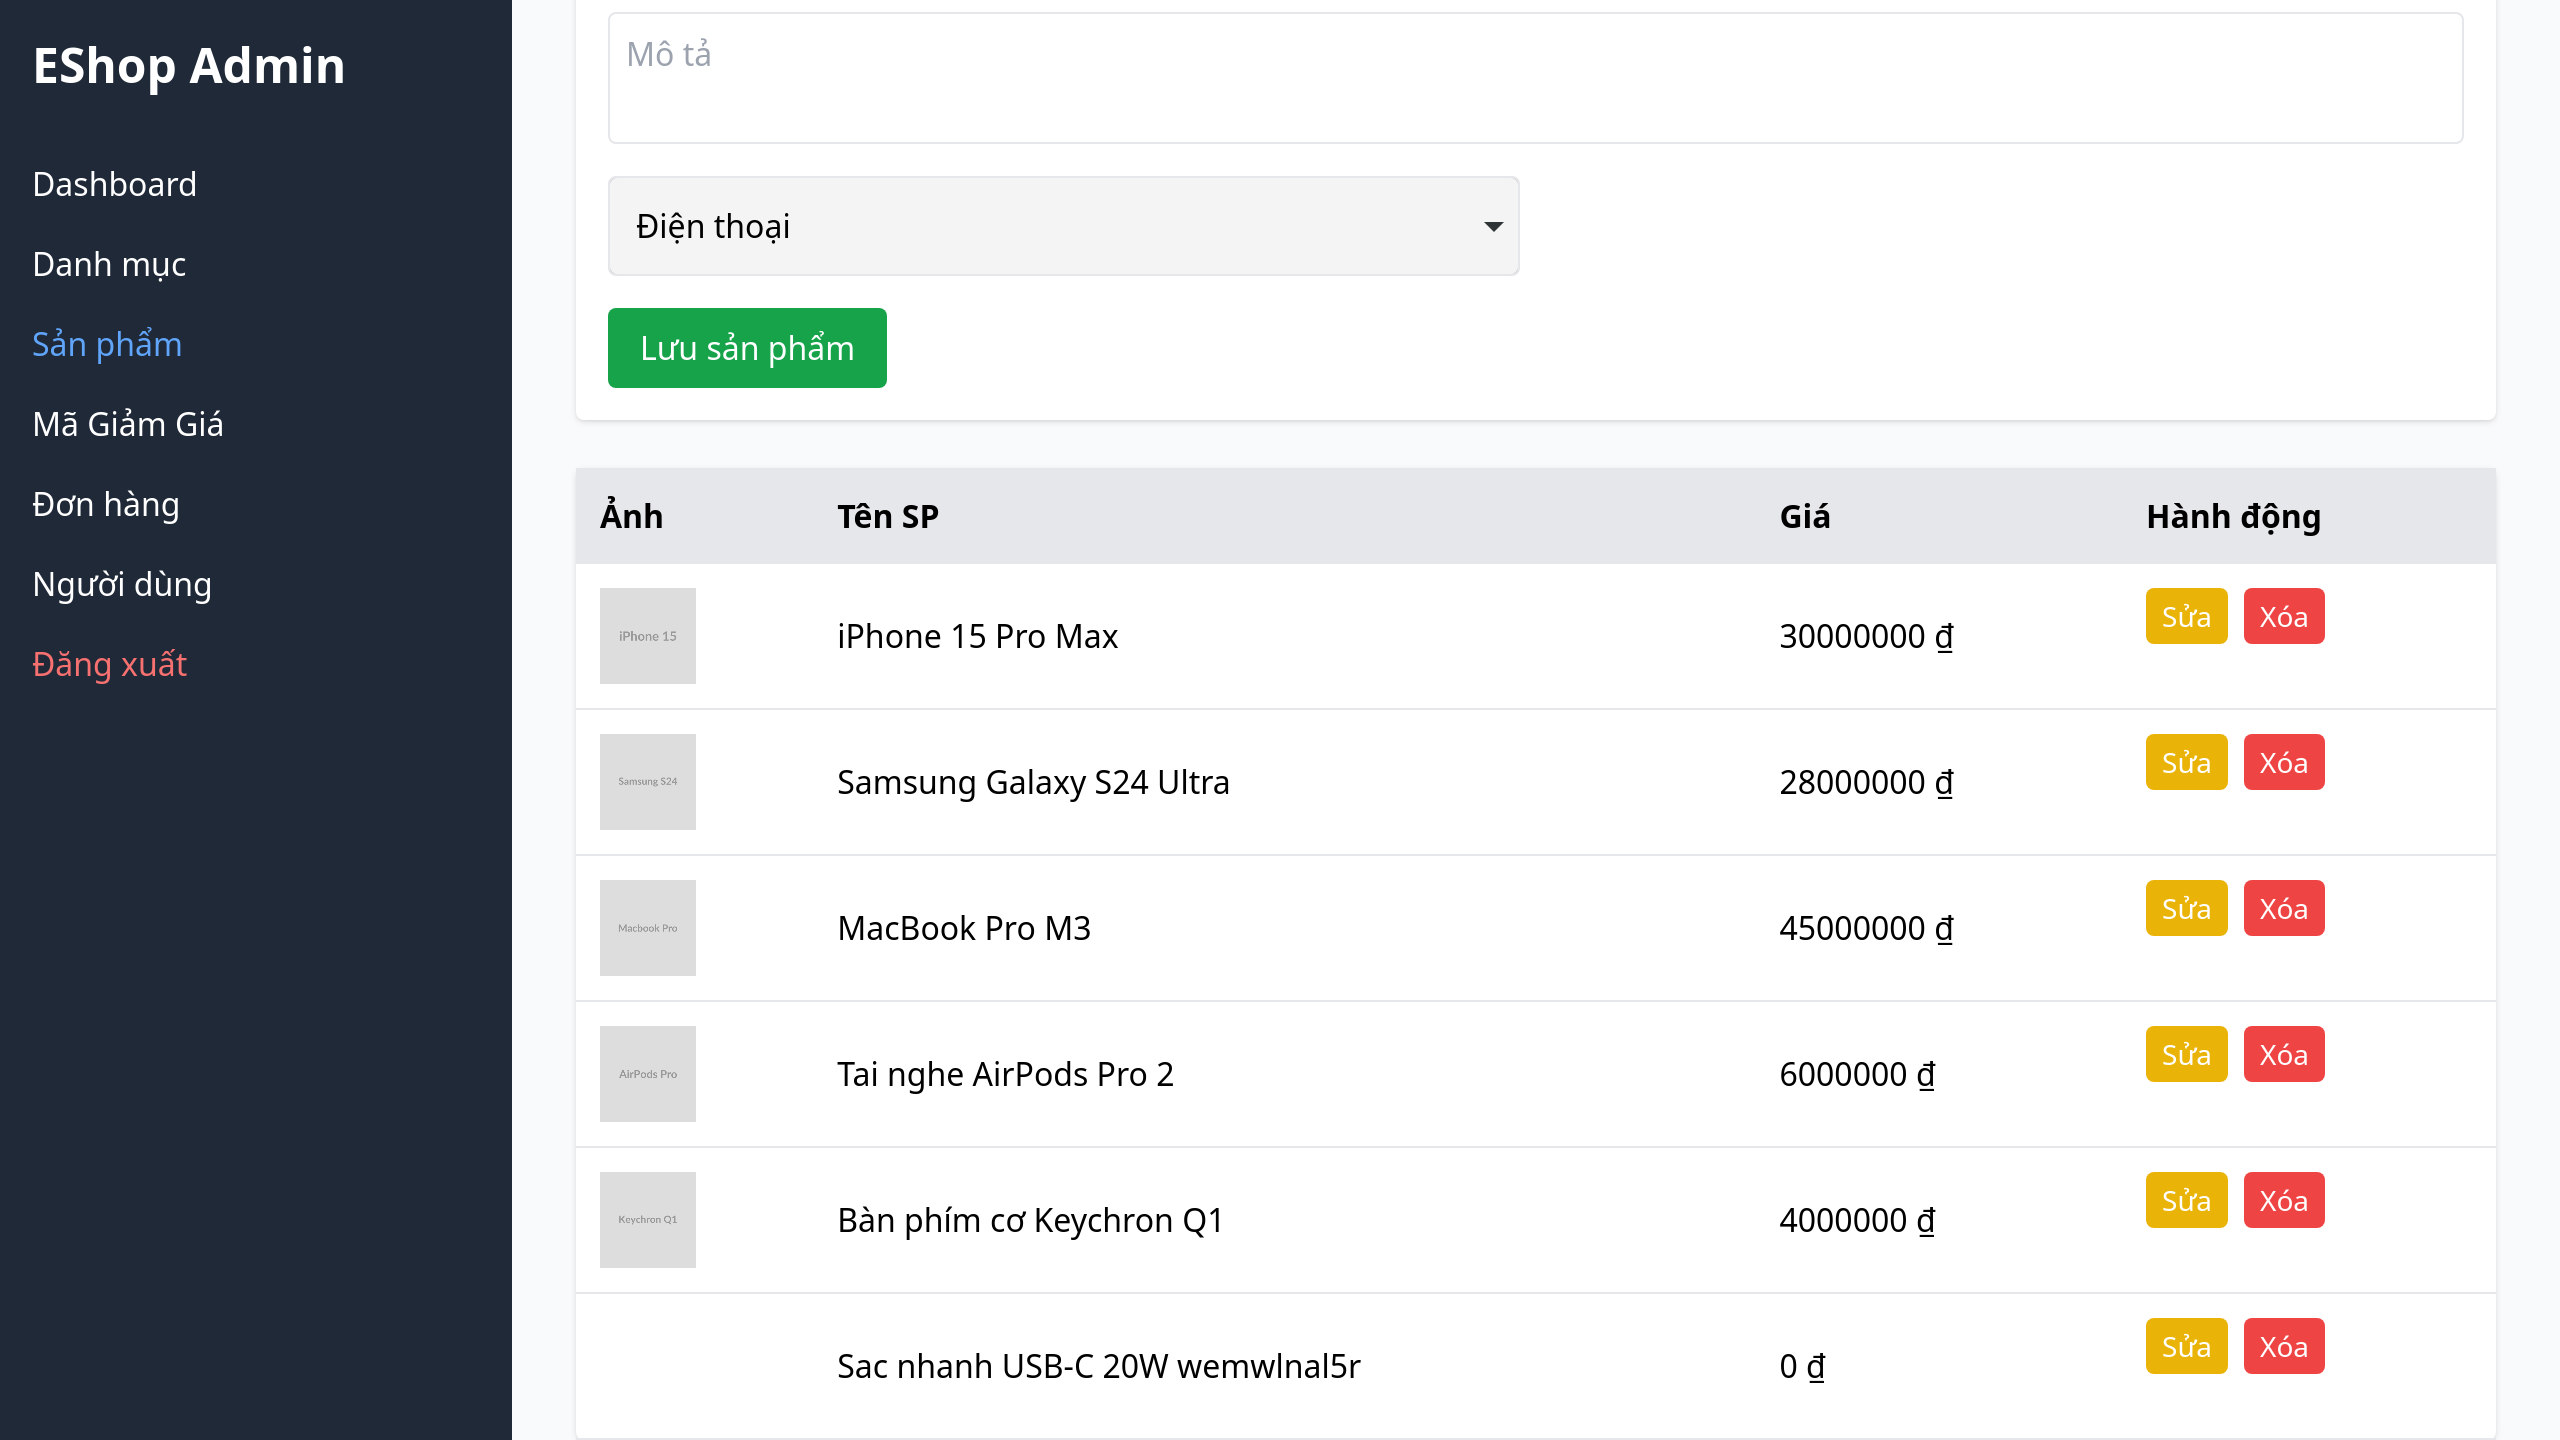 EShop Admin
Dashboard
Danh mục
Sản phẩm
Mã Giảm Giá
Đơn hàng
Người dùng
Đăng xuất
Mô tả
Điện thoại
Lưu sản phẩm
Ảnh Tên SP Giá Hành động
iPhone 15 iPhone 15 Pro Max 30000000 ₫ Sửa Xóa
Samsung S24 Samsung Galaxy S24 Ultra 28000000 ₫ Sửa Xóa
Macbook Pro MacBook Pro M3 45000000 ₫ Sửa Xóa
AirPods Pro Tai nghe AirPods Pro 2 6000000 ₫ Sửa Xóa
Keychron Q1 Bàn phím cơ Keychron Q1 4000000 ₫ Sửa Xóa
Sac nhanh USB-C 20W wemwlnal5r 0 ₫ Sửa Xóa